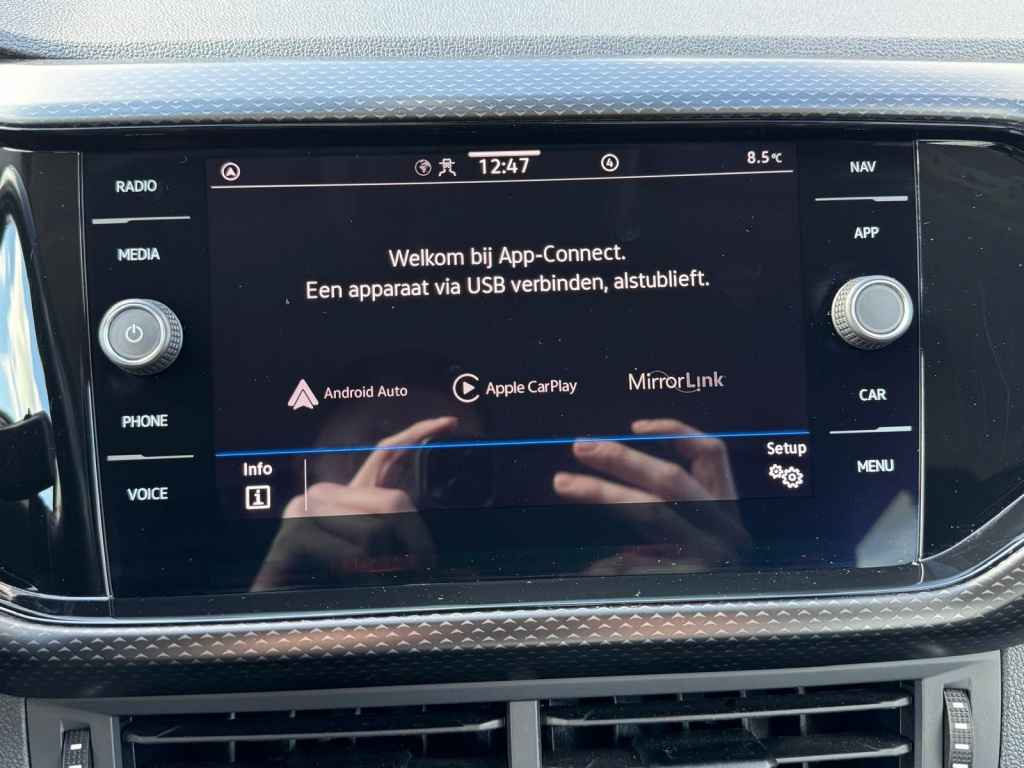 12:47
4
8.5°C
RADIO
MEDIA
PHONE
VOICE
NAV
APP
CAR
MENU
Welkom bij App-Connect.
Een apparaat via USB verbinden, alstublieft.
Android Auto
Apple CarPlay
MirrorLink
Info
i
Setup